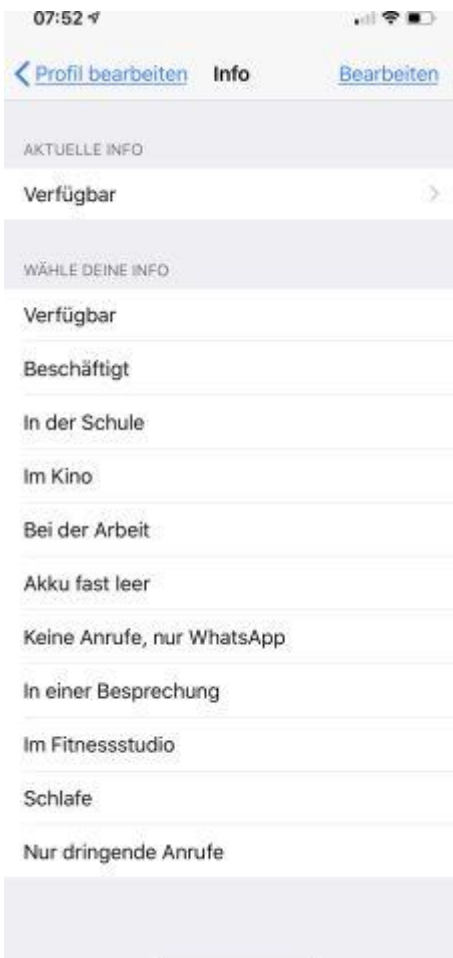 07:52
Profil bearbeiten Info Bearbeiten
AKTUELLE INFO
Verfügbar
WÄHLE DEINE INFO
Verfügbar
Beschäftigt
In der Schule
Im Kino
Bei der Arbeit
Akku fast leer
Keine Anrufe, nur WhatsApp
In einer Besprechung
Im Fitnessstudio
Schlafe
Nur dringende Anrufe